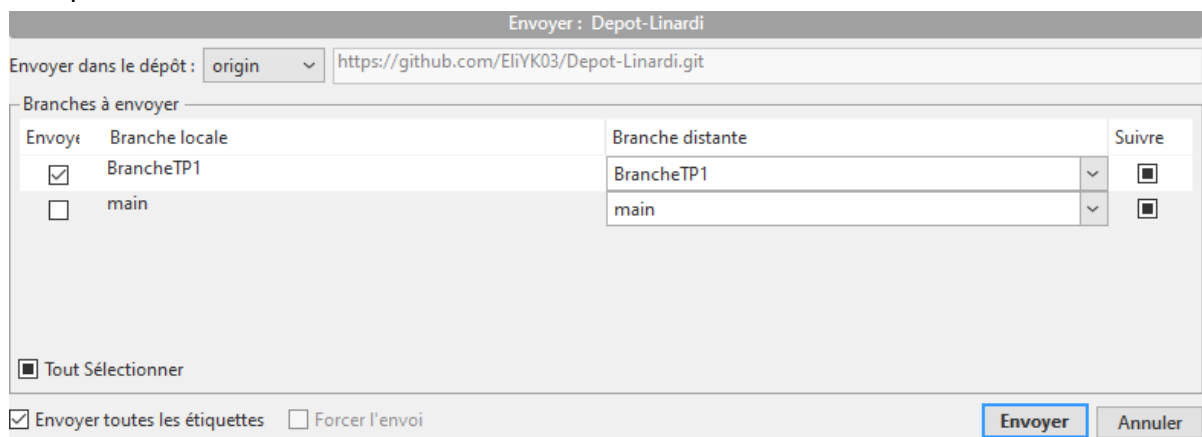 Envoyer : Depot-Linardi
Envoyer dans le dépôt : origin https://github.com/EliYK03/Depot-Linardi.git
Branches à envoyer
Envoye Branche locale Branche distante Suivre
BrancheTP1 BrancheTP1
main main
Tout Sélectionner
Envoyer toutes les étiquettes Forcer l'envoi Envoyer Annuler